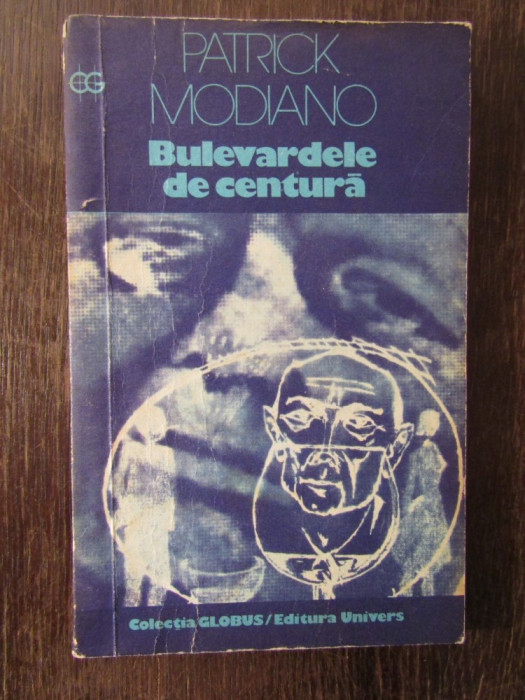 PATRICK
MODIANO
CG
Bulevardele
de centură
Colecția GLOBUS/Editura Univers